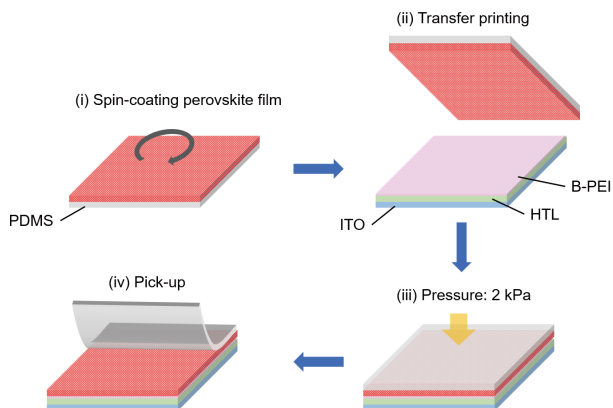 (ii) Transfer printing
(i) Spin-coating perovskite film
B-PEI
PDMS
HTL
ITO
(iv) Pick-up
(iii) Pressure: 2 kPa